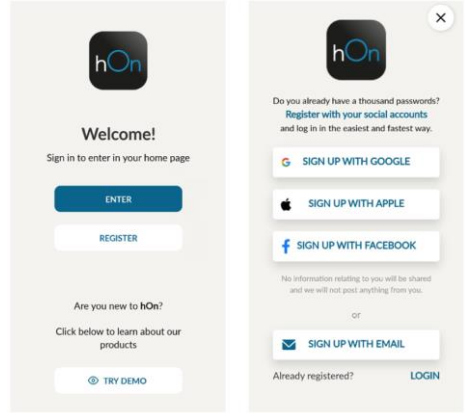 hOn
Welcome!
Sign in to enter in your home page
ENTER
REGISTER
Are you new to hOn?
Click below to learn about our
products
TRY DEMO
hOn
Do you already have a thousand passwords?
Register with your social accounts
and log in in the easiest and fastest way.
SIGN UP WITH GOOGLE
SIGN UP WITH APPLE
SIGN UP WITH FACEBOOK
No information relating to you will be shared
and we will not post anything from you.
or
SIGN UP WITH EMAIL
Already registered? LOGIN